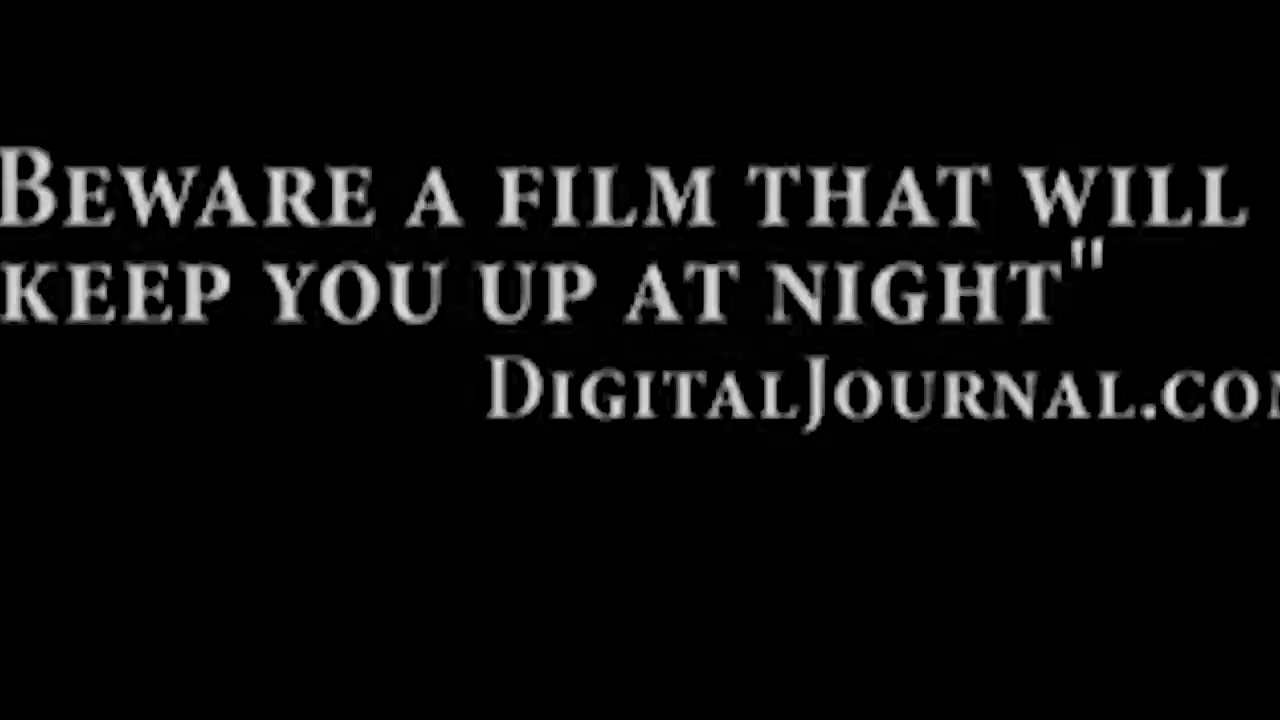 Beware a film that will
keep you up at night"
DigitalJournal.co